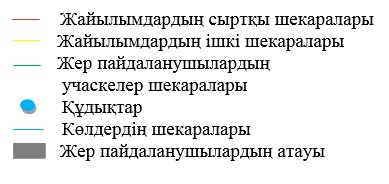 Жайылымдардың сыртқы шекаралары
Жайылымдардың ішкі шекаралары
Жер пайдаланушылардың
учаскелер шекаралары
Құдықтар
Көлдердің шекаралары
Жер пайдаланушылардың атауы